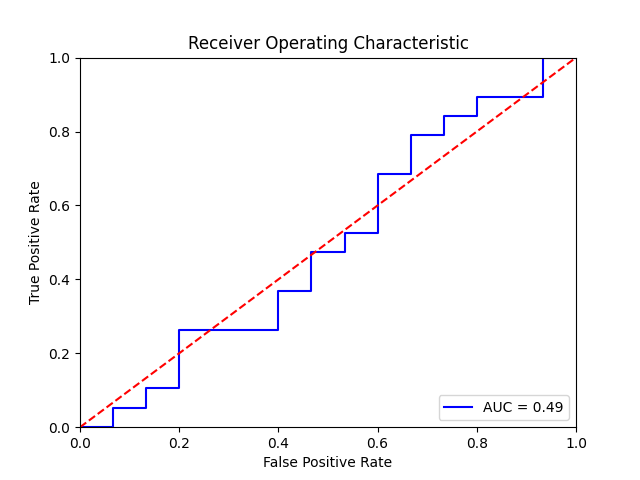 Receiver Operating Characteristic
1.0
0.8
0.6
0.4
0.2
0.0
True Positive Rate
AUC = 0.49
0.0 0.2 0.4 0.6 0.8 1.0
False Positive Rate